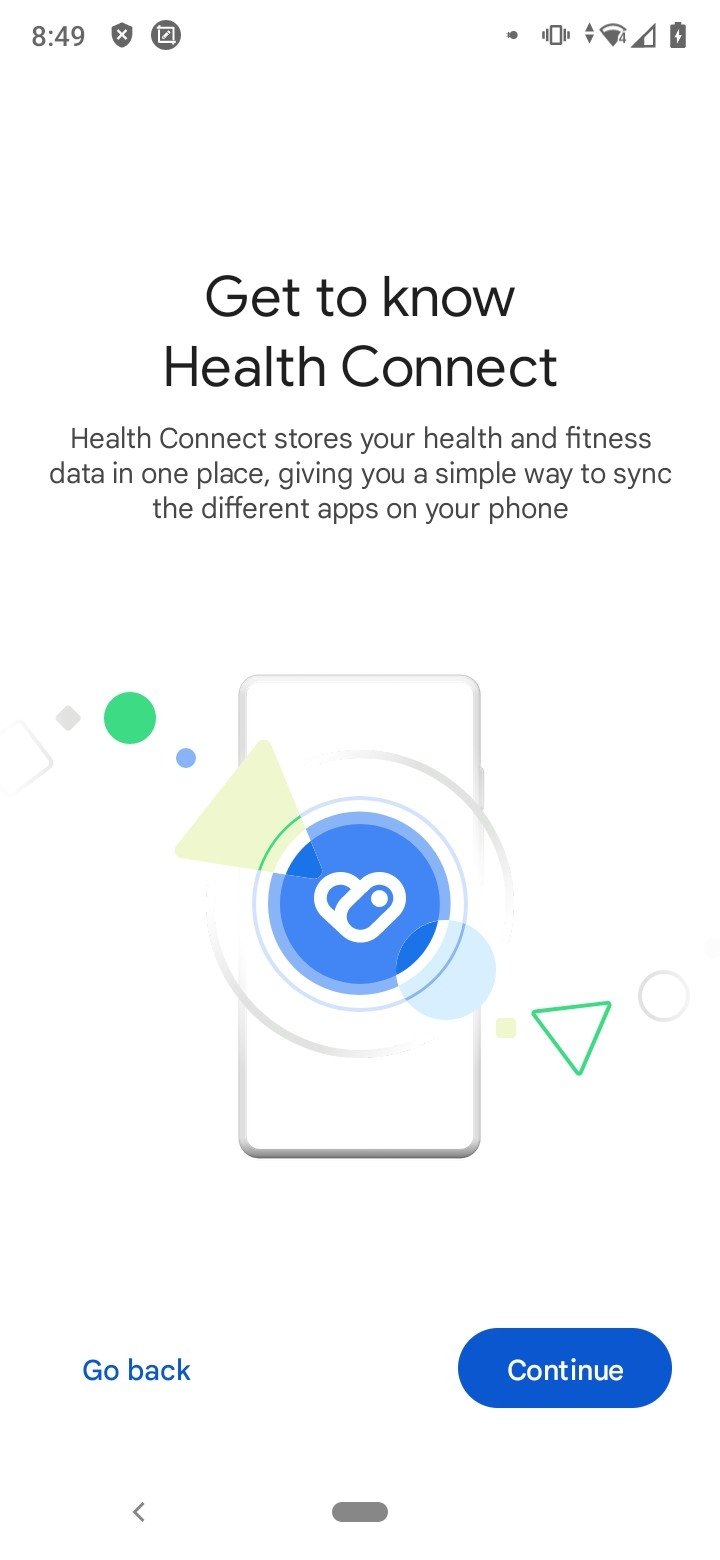 8:49
4
Get to know
Health Connect
Health Connect stores your health and fitness
data in one place, giving you a simple way to sync
the different apps on your phone
Go back
Continue